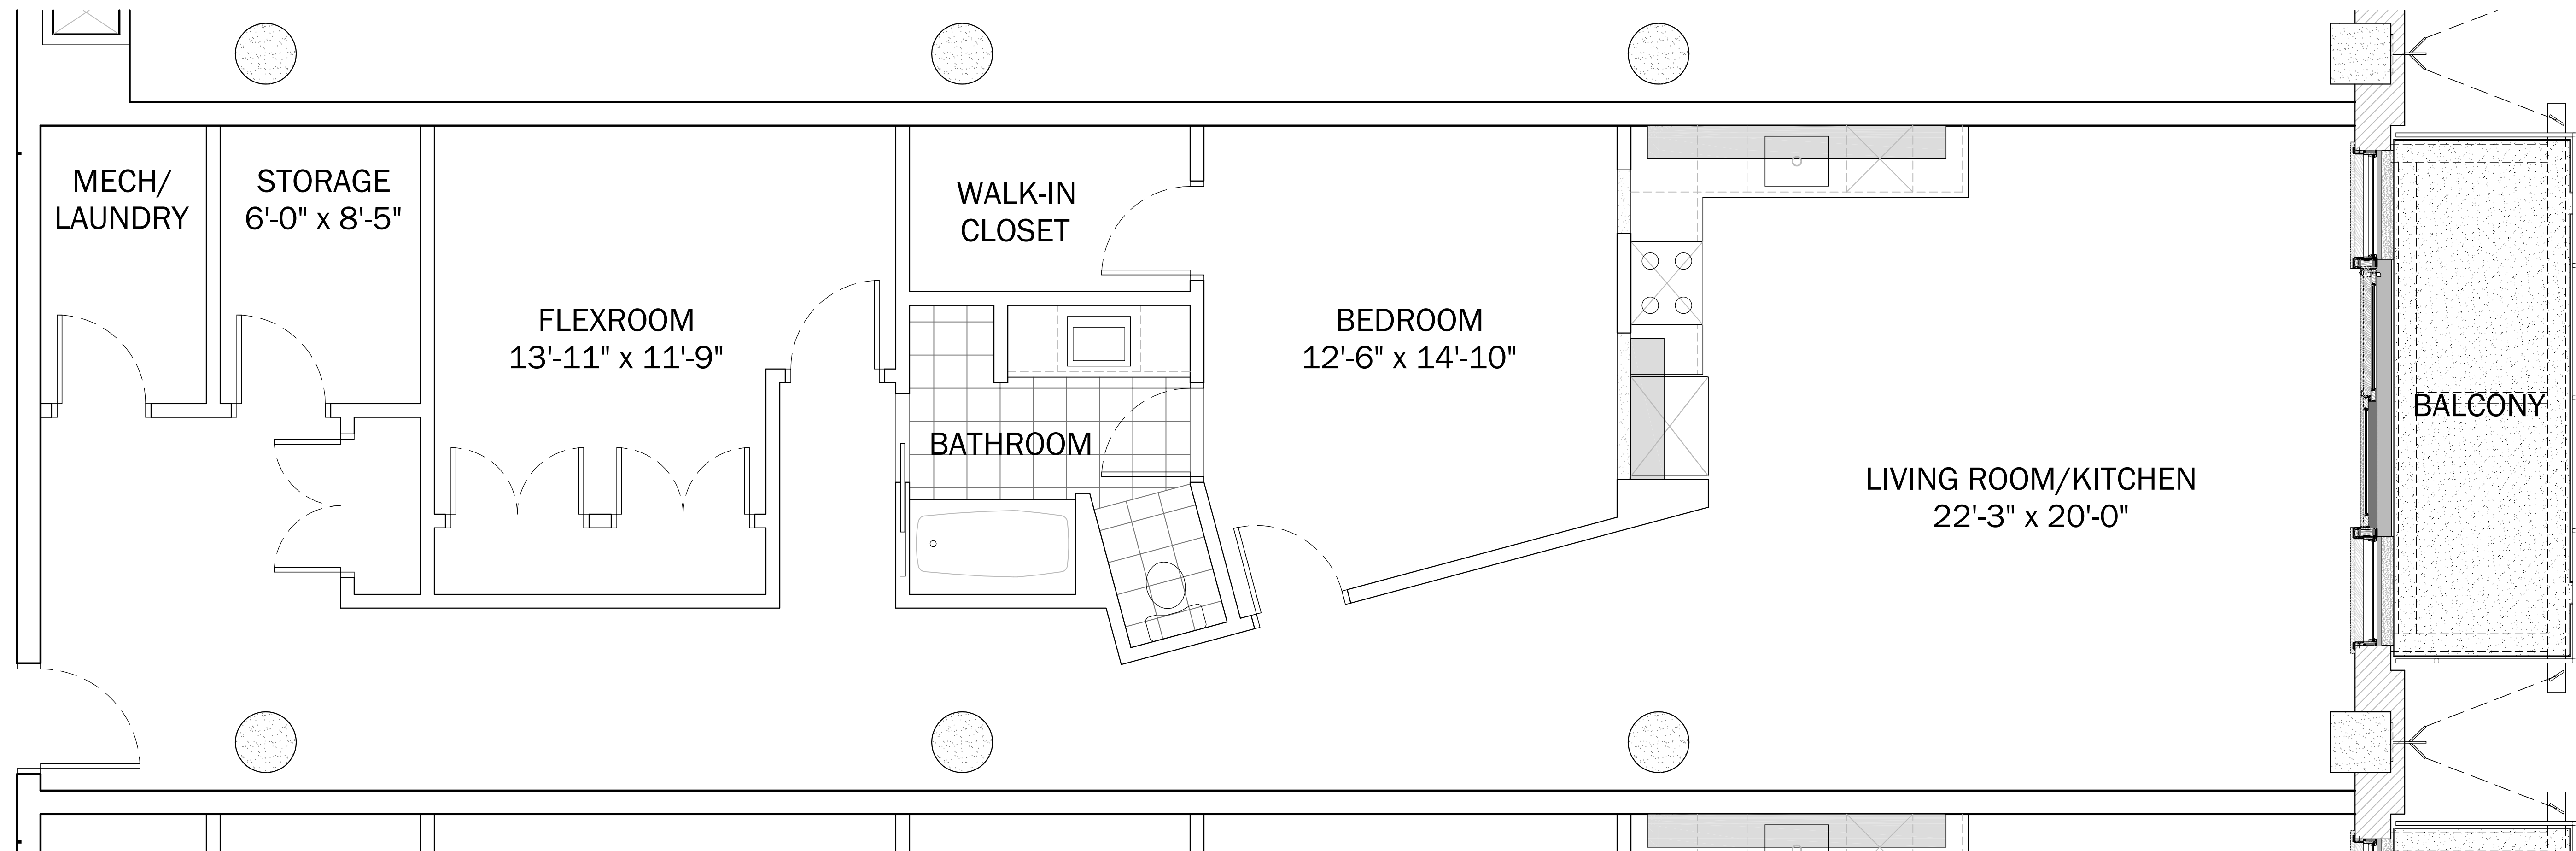 MECH/
LAUNDRY
STORAGE
6'-0" x 8'-5"
FLEXROOM
13'-11" x 11'-9"
WALK-IN
CLOSET
BATHROOM
BEDROOM
12'-6" x 14'-10"
LIVING ROOM/KITCHEN
22'-3" x 20'-0"
BALCONY